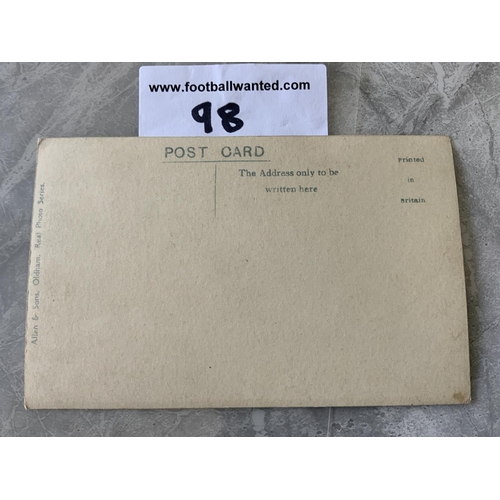 www.footballwanted.com
98
POST CARD
The Address only to be
written here
Printed
in
Britain
Allen & Sons, Oldham, Real Photo Series.